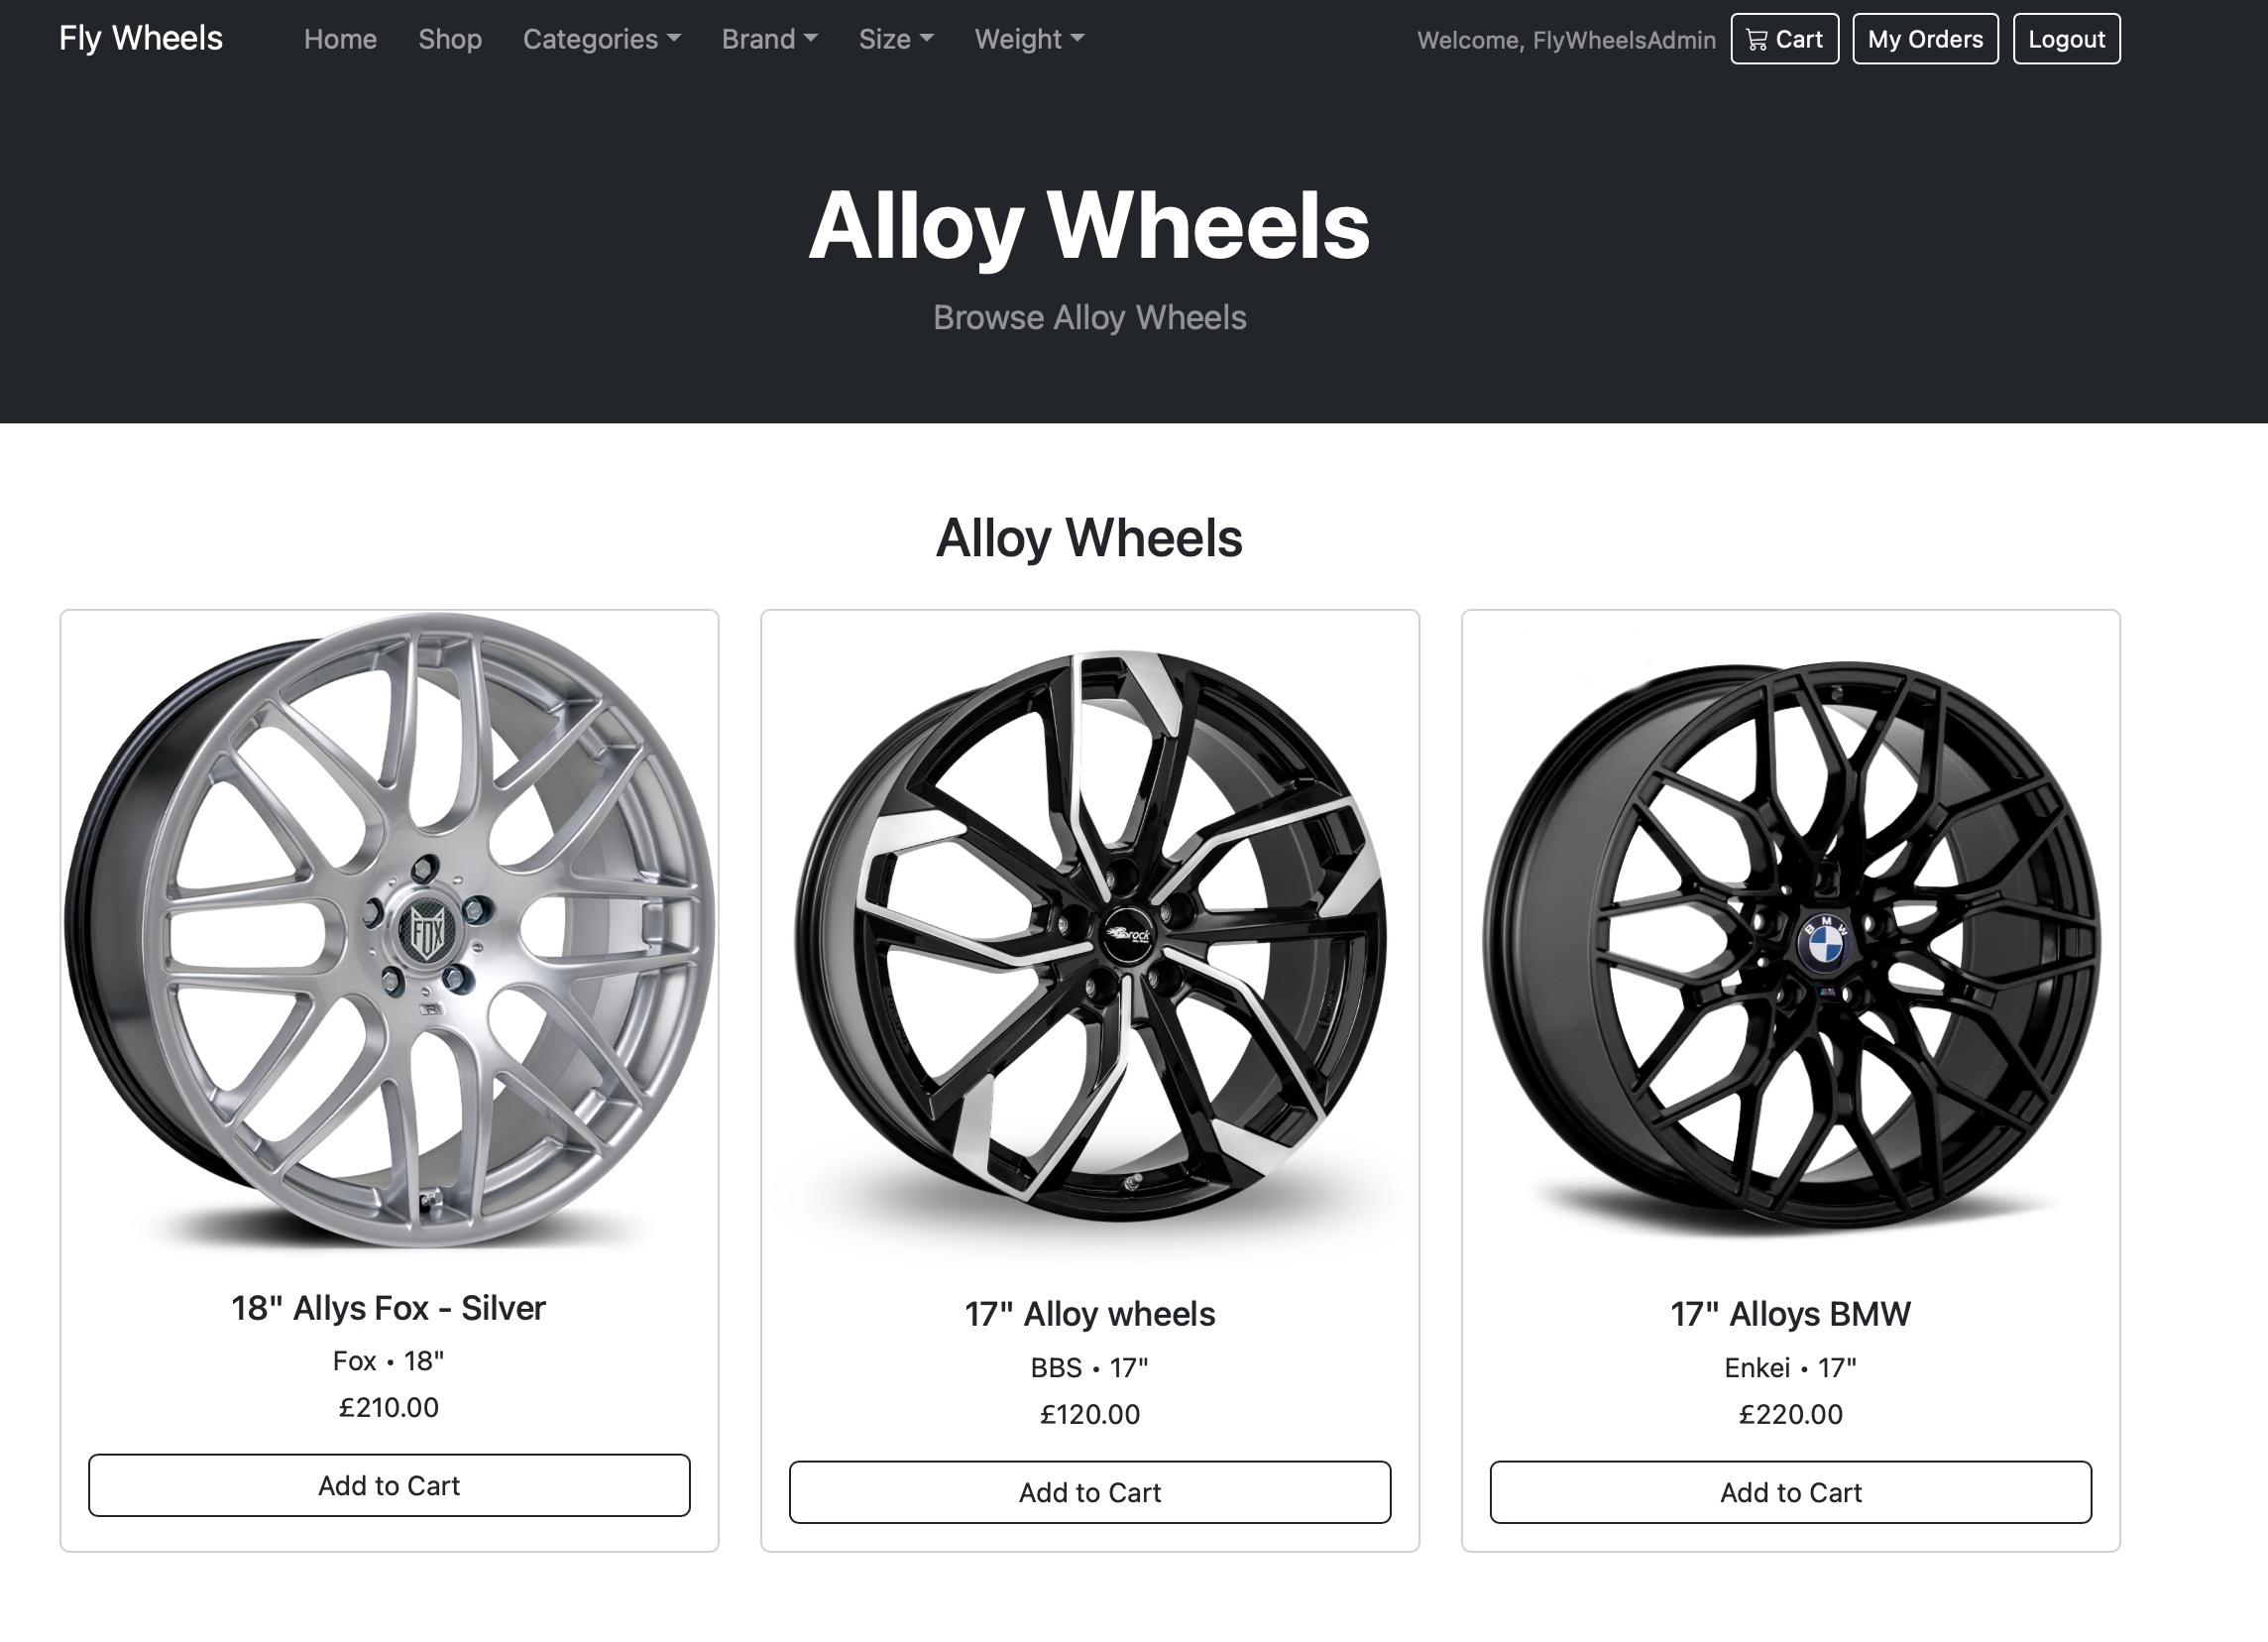 Fly Wheels Home Shop Categories Brand Size Weight Welcome, FlyWheelsAdmin Cart My Orders Logout
Alloy Wheels
Browse Alloy Wheels
Alloy Wheels
FOX
Brock
BMW
18" Allys Fox - Silver
Fox • 18"
£210.00
Add to Cart
17" Alloy wheels
BBS • 17"
£120.00
Add to Cart
17" Alloys BMW
Enkei • 17"
£220.00
Add to Cart